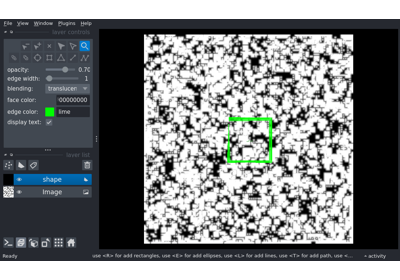 File View Window Plugins Help
layer controls
opacity: 0.70
edge width: 1
blending: translucen
face color: 00000000
edge color: lime
display text:
layer list
shape
Image
Ready
use <R> for add rectangles, use <E> for add ellipses, use <L> for add lines, use <T> for add path, use <...
activity